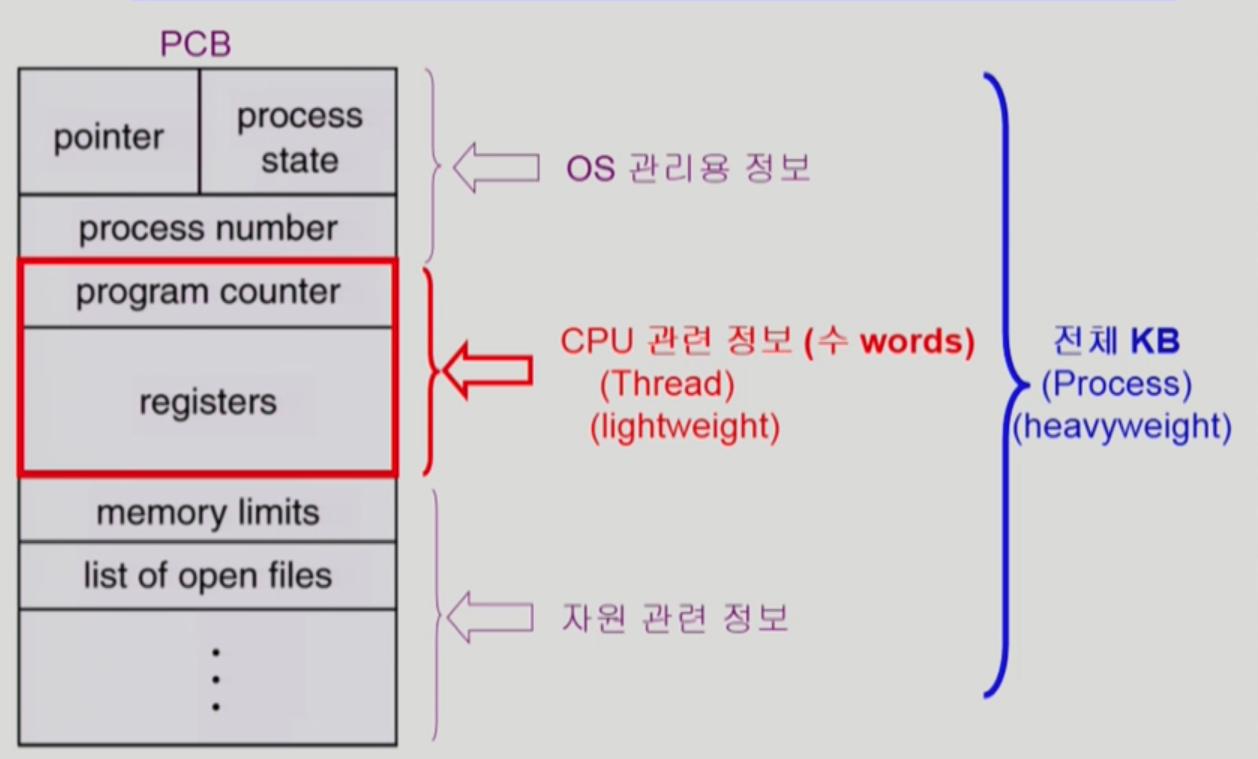 PCB
pointer
process
state
OS 관리용 정보
process number
program counter
registers
CPU 관련 정보 (수 words)
(Thread)
(lightweight)
전체 KB
(Process)
(heavyweight)
memory limits
list of open files
자원 관련 정보